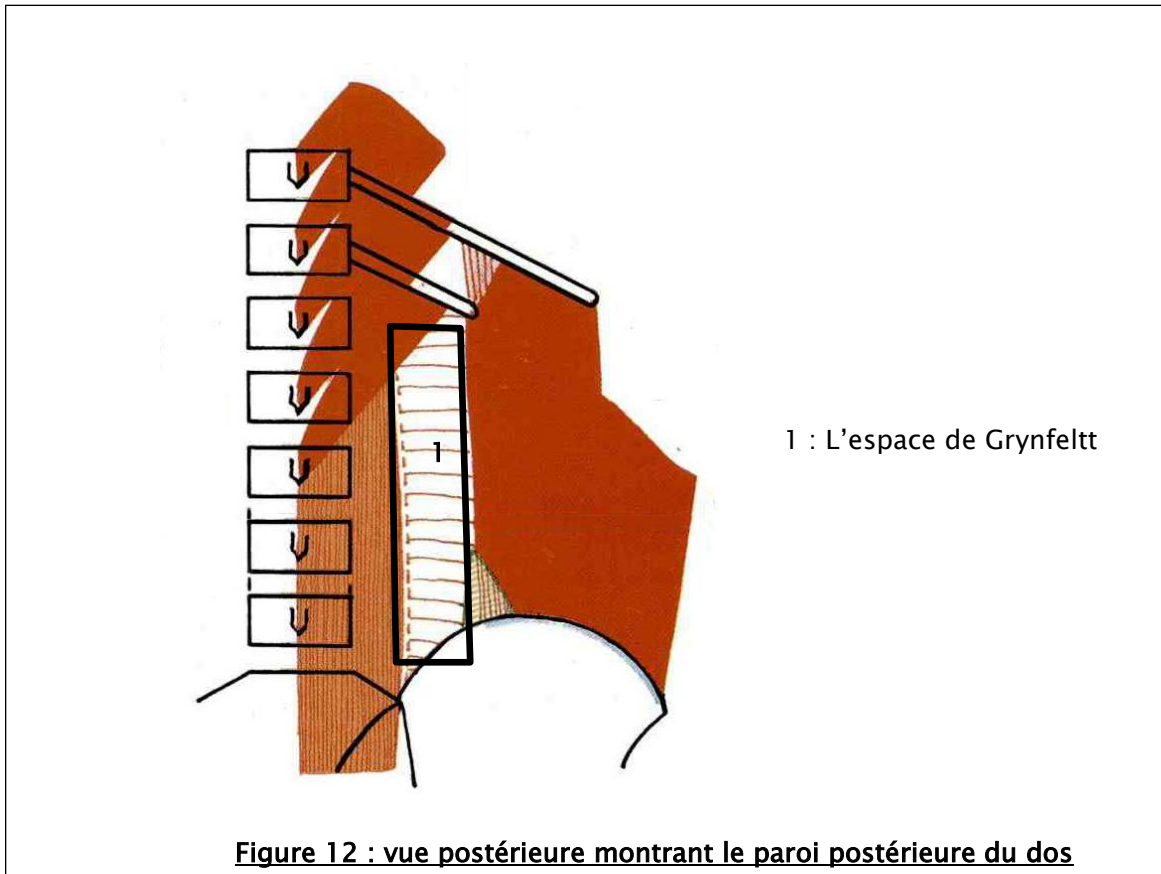 1
1 : L'espace de Grynfeltt
Figure 12 : vue postérieure montrant le paroi postérieure du dos